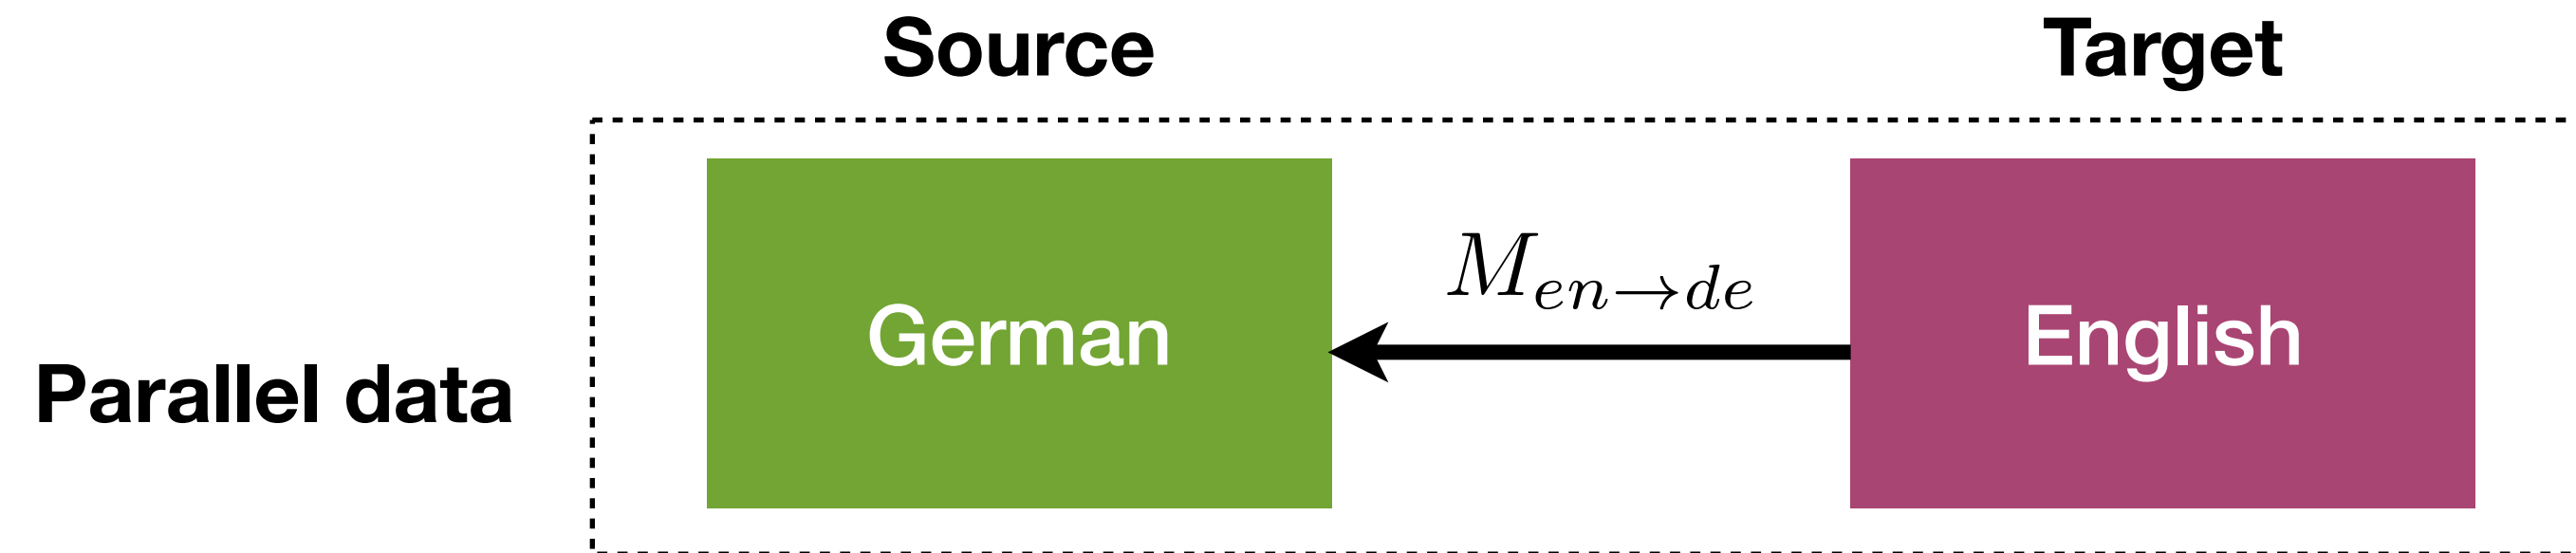 Source
Target
German
M_{en→de}
English
Parallel data